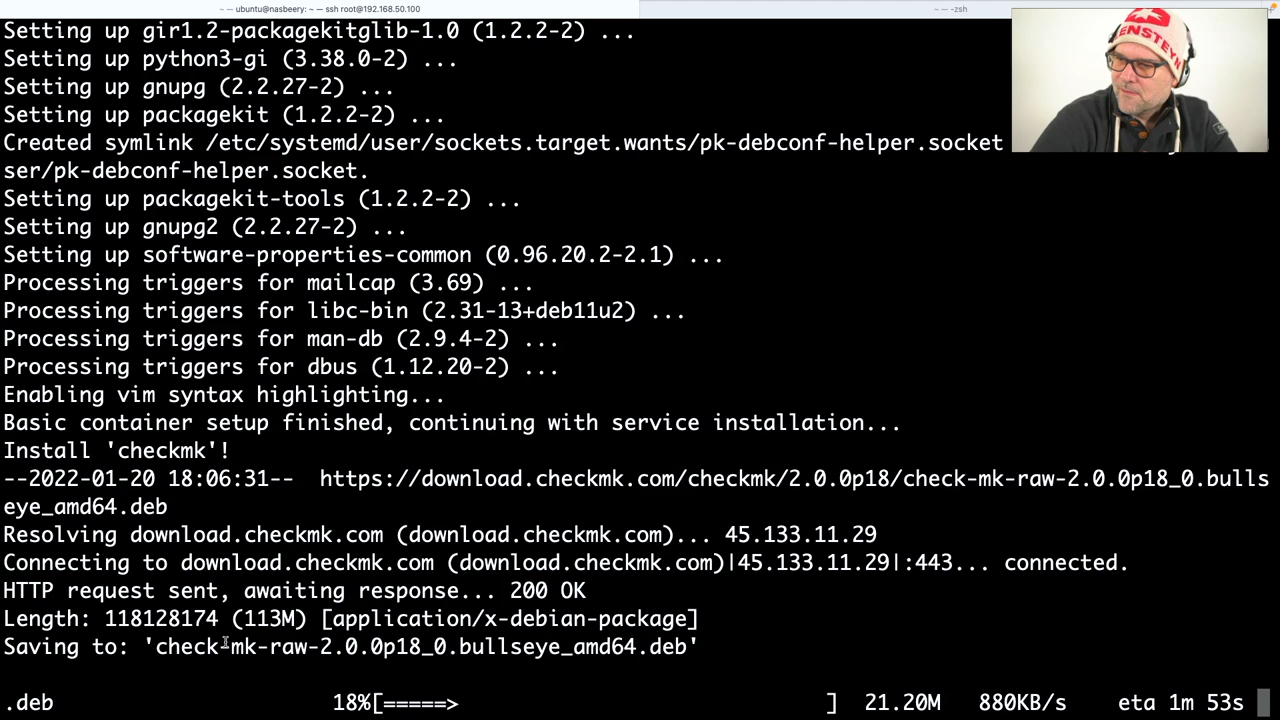 ~ — ubuntu@nasbeery: ~ — ssh root@192.168.50.100
~ — -zsh
Setting up gir1.2-packagekitglib-1.0 (1.2.2-2) ...
Setting up python3-gi (3.38.0-2) ...
Setting up gnupg (2.2.27-2) ...
Setting up packagekit (1.2.2-2) ...
Created symlink /etc/systemd/user/sockets.target.wants/pk-debconf-helper.socket
ser/pk-debconf-helper.socket.
Setting up packagekit-tools (1.2.2-2) ...
Setting up gnupg2 (2.2.27-2) ...
Setting up software-properties-common (0.96.20.2-2.1) ...
Processing triggers for mailcap (3.69) ...
Processing triggers for libc-bin (2.31-13+deb11u2) ...
Processing triggers for man-db (2.9.4-2) ...
Processing triggers for dbus (1.12.20-2) ...
Enabling vim syntax highlighting...
Basic container setup finished, continuing with service installation...
Install 'checkmk'!
--2022-01-20 18:06:31--  https://download.checkmk.com/checkmk/2.0.0p18/check-mk-raw-2.0.0p18_0.bulls
eye_amd64.deb
Resolving download.checkmk.com (download.checkmk.com)... 45.133.11.29
Connecting to download.checkmk.com (download.checkmk.com)|45.133.11.29|:443... connected.
HTTP request sent, awaiting response... 200 OK
Length: 118128174 (113M) [application/x-debian-package]
Saving to: 'check-mk-raw-2.0.0p18_0.bullseye_amd64.deb'
.deb 18%[=====> ] 21.20M 880KB/s eta 1m 53s